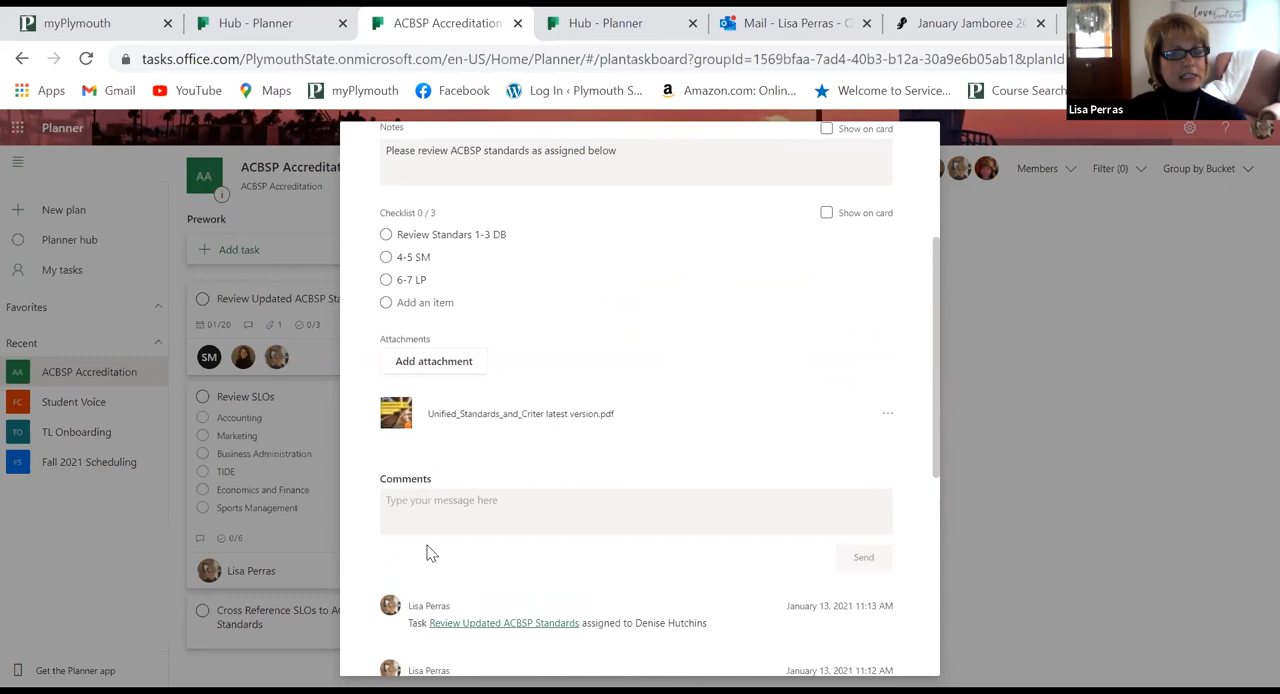 myPlymouth
Hub - Planner
ACBSP Accreditation
Hub - Planner
Mail - Lisa Perras - O
January Jamboree
tasks.office.com/PlymouthState.onmicrosoft.com/en-US/Home/Planner/#/plantaskboard?groupId=1569bfaa-7ad4-40b3-b12a-30a9e6b05ab1&planId
Apps
Gmail
YouTube
Maps
myPlymouth
Facebook
Log In ‹ Plymouth S...
Amazon.com: Onlin...
Welcome to Service...
Course Search
Lisa Perras
Planner
New plan
Planner hub
My tasks
Favorites
Recent
AA ACBSP Accreditation
FC Student Voice
TO TL Onboarding
FS Fall 2021 Scheduling
Get the Planner app
AA
ACBSP Accredita
ACBSP Accreditation
Members
Filter (0)
Group by Bucket
Prework
Add task
Review Updated ACBSP Sta
01/20 1 0/3
SM
Review SLOs
Accounting
Marketing
Business Administration
TIDE
Economics and Finance
Sports Management
0/6
Lisa Perras
Cross Reference SLOs to AC
Standards
Notes
Show on card
Please review ACBSP standards as assigned below
Checklist 0 / 3
Show on card
Review Standars 1-3 DB
4-5 SM
6-7 LP
Add an item
Attachments
Add attachment
Unified_Standards_and_Criter latest version.pdf
Comments
Type your message here
Send
Lisa Perras January 13, 2021 11:13 AM
Task Review Updated ACBSP Standards assigned to Denise Hutchins
Lisa Perras January 13, 2021 11:12 AM